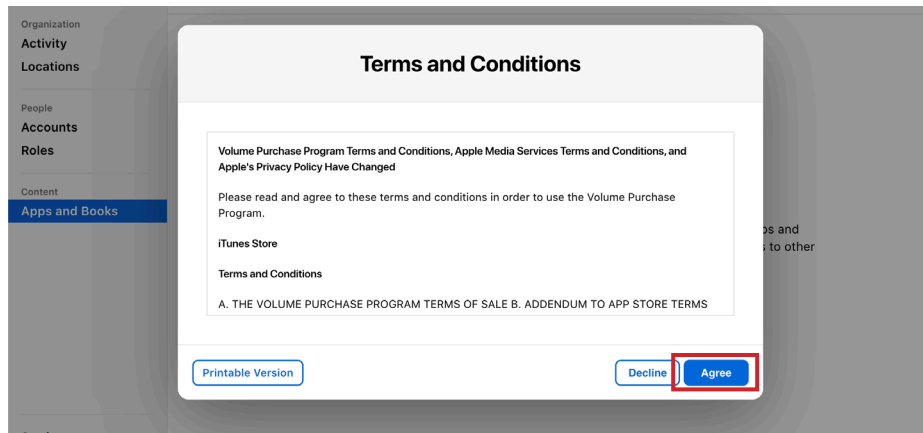 Organization
Activity
Locations
People
Accounts
Roles
Content
Apps and Books
Terms and Conditions
Volume Purchase Program Terms and Conditions, Apple Media Services Terms and Conditions, and
Apple's Privacy Policy Have Changed
Please read and agree to these terms and conditions in order to use the Volume Purchase
Program.
iTunes Store
Terms and Conditions
A. THE VOLUME PURCHASE PROGRAM TERMS OF SALE B. ADDENDUM TO APP STORE TERMS
and
to other
Printable Version
Decline
Agree